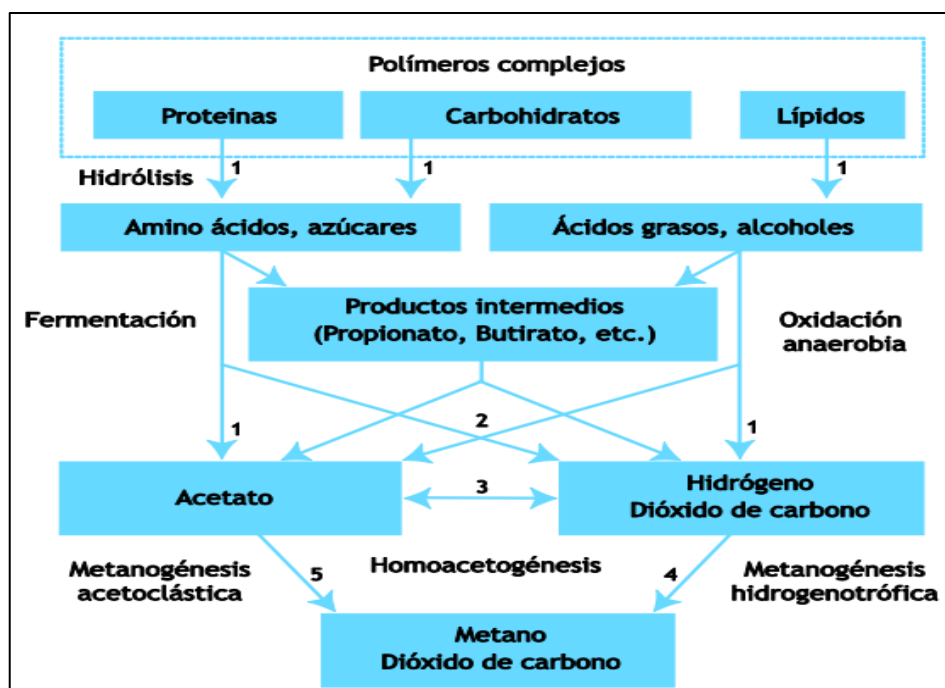 Polímeros complejos
Proteinas
Carbohidratos
Lípidos
1
1
1
Hidrólisis
Amino ácidos, azúcares
Ácidos grasos, alcoholes
Fermentación
Productos intermedios
(Propionato, Butirato, etc.)
Oxidación
anaerobia
1
2
1
Acetato
3
Hidrógeno
Dióxido de carbono
Metanogénesis
acetoclástica
5
Homoacetogénesis
4
Metanogénesis
hidrogenotrófica
Metano
Dióxido de carbono